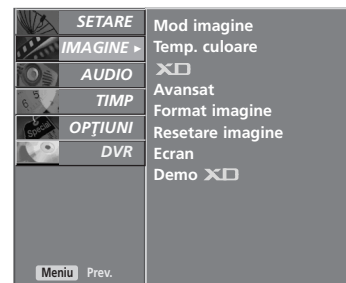 SETARE
IMAGINE ►
AUDIO
TIMP
OPŢIUNI
Special
DVR
Meniu Prev.
Mod imagine
Temp. culoare
XD
Avansat
Format imagine
Resetare imagine
Ecran
Demo XD